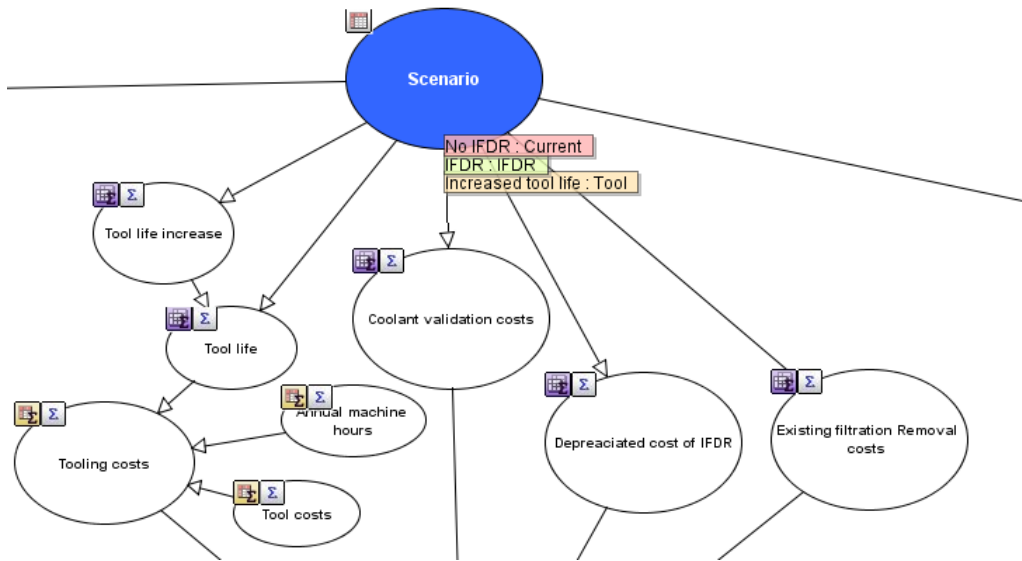 Scenario
No IFDR : Current
IFDR : IFDR
Increased tool life : Tool
Σ
Tool life increase
Σ
Coolant validation costs
Σ
Tool life
Σ
Annual machine
hours
Σ
Depreaciated cost of IFDR
Σ
Existing filtration Removal
costs
Σ
Tooling costs
Σ
Tool costs